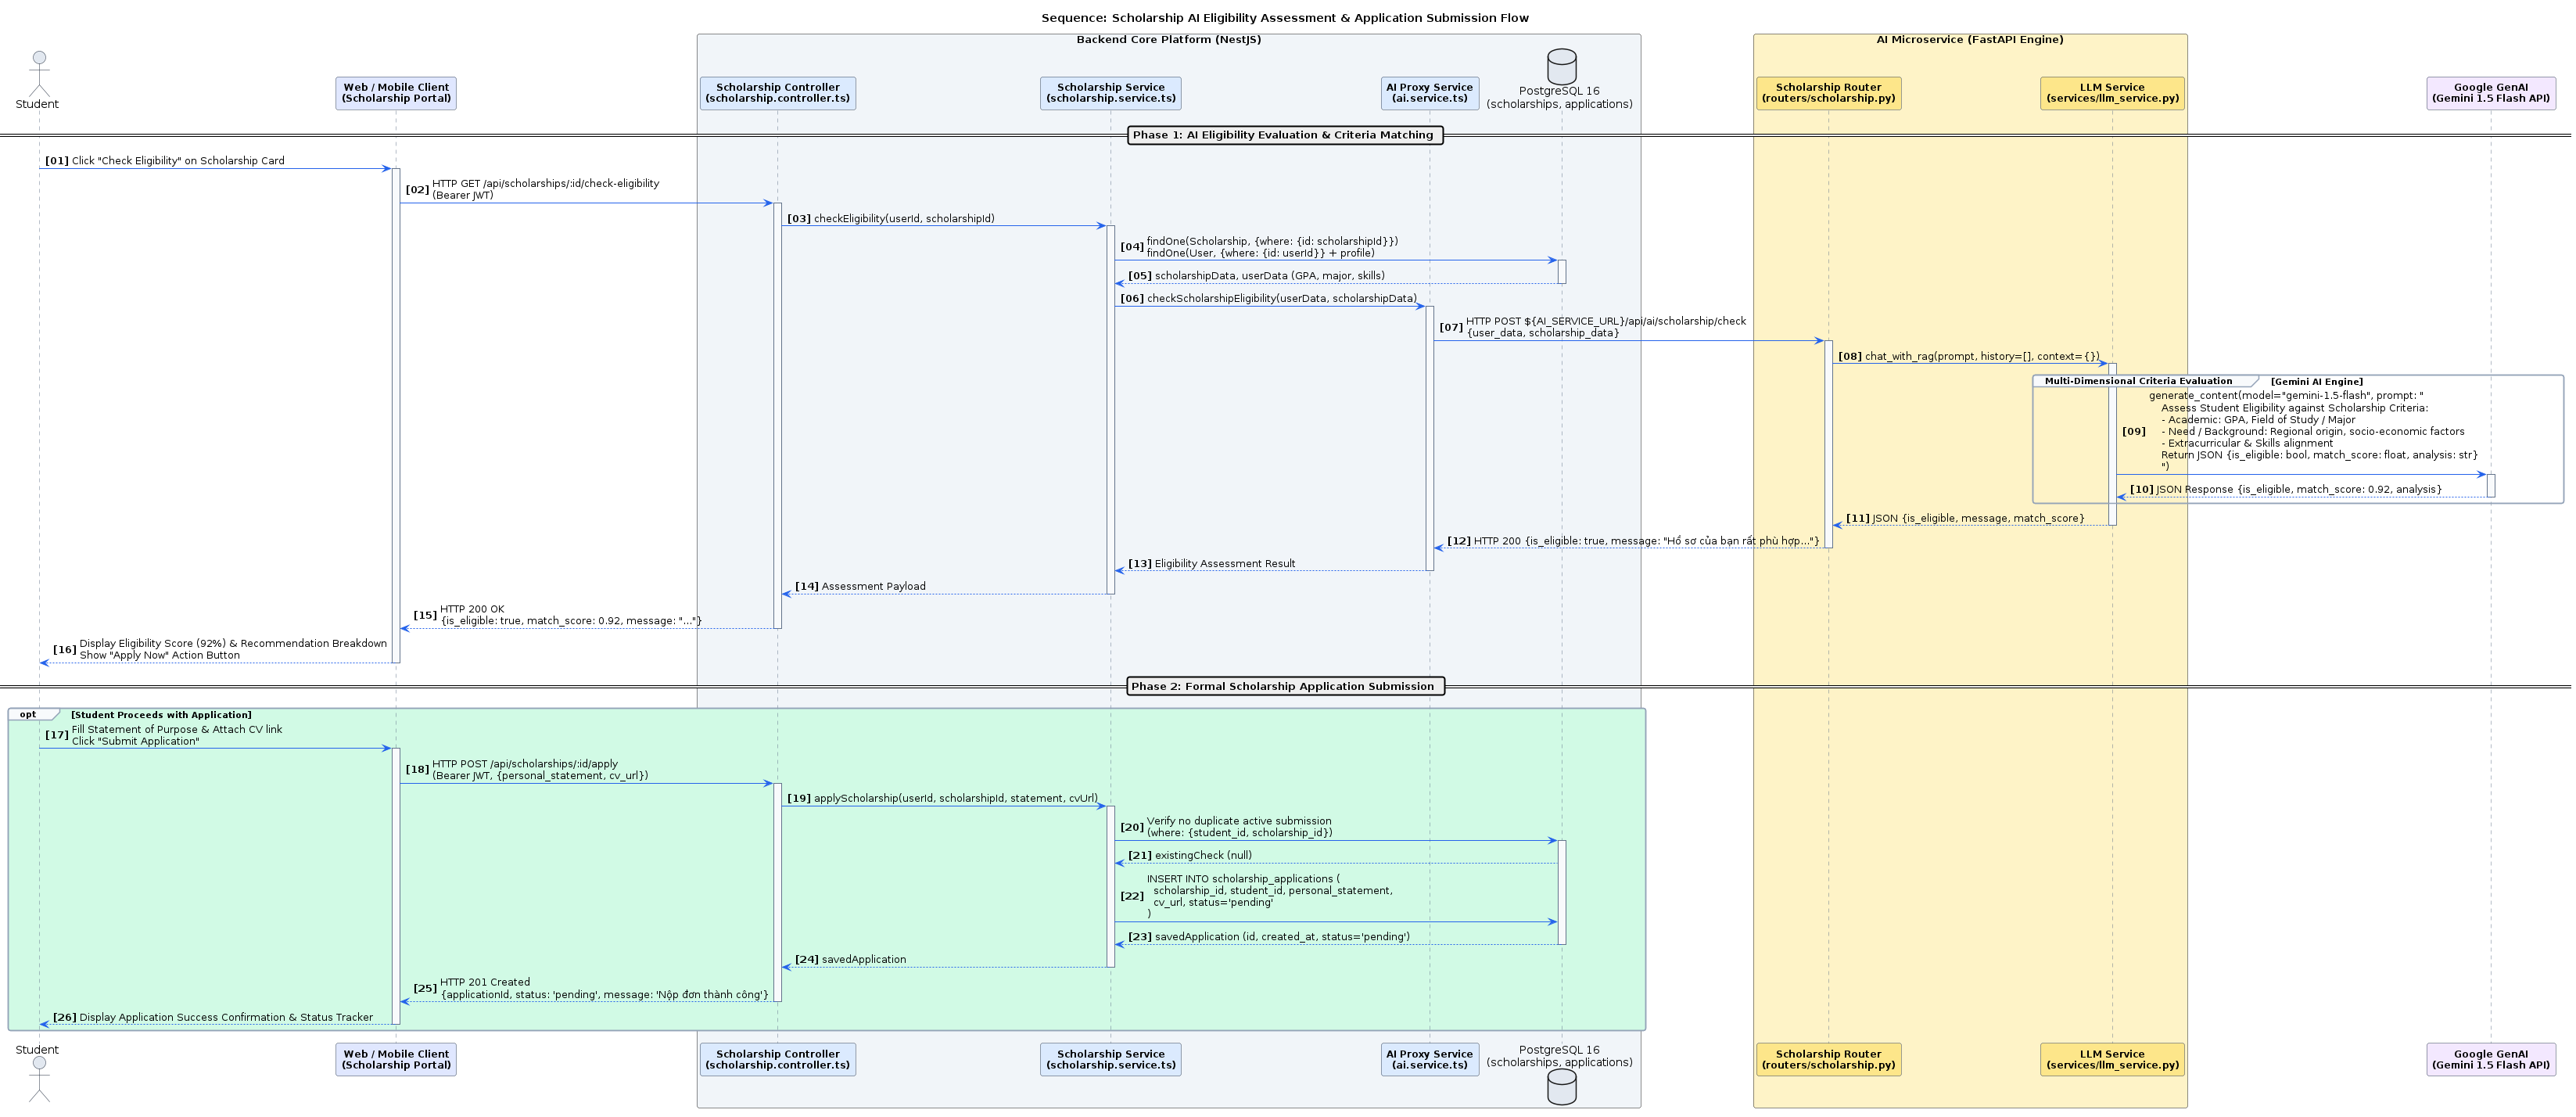 Sequence: Scholarship AI Eligibility Assessment & Application Submission Flow
Backend Core Platform (NestJS)
AI Microservice (FastAPI Engine)
Student
Web / Mobile Client
(Scholarship Portal)
Scholarship Controller
(scholarship.controller.ts)
Scholarship Service
(scholarship.service.ts)
AI Proxy Service
(ai.service.ts)
PostgreSQL 16
(scholarships, applications)
Scholarship Router
(routers/scholarship.py)
LLM Service
(services/llm_service.py)
Google GenAI
(Gemini 1.5 Flash API)
Phase 1: AI Eligibility Evaluation & Criteria Matching
[01] Click "Check Eligibility" on Scholarship Card
[02] HTTP GET /api/scholarships/:id/check-eligibility
(Bearer JWT)
[03] checkEligibility(userId, scholarshipId)
[04] findOne(Scholarship, {where: {id: scholarshipId}})
findOne(User, {where: {id: userId}} + profile)
[05] scholarshipData, userData (GPA, major, skills)
[06] checkScholarshipEligibility(userData, scholarshipData)
[07] HTTP POST ${AI_SERVICE_URL}/api/ai/scholarship/check
{user_data, scholarship_data}
[08] chat_with_rag(prompt, history=[], context={})
Multi-Dimensional Criteria Evaluation [Gemini AI Engine]
[09] generate_content(model="gemini-1.5-flash", prompt: "
Assess Student Eligibility against Scholarship Criteria:
- Academic: GPA, Field of Study / Major
- Need / Background: Regional origin, socio-economic factors
- Extracurricular & Skills alignment
Return JSON {is_eligible: bool, match_score: float, analysis: str}
")
[10] JSON Response {is_eligible, match_score: 0.92, analysis}
[11] JSON {is_eligible, message, match_score}
[12] HTTP 200 {is_eligible: true, message: "Hồ sơ của bạn rất phù hợp..."}
[13] Eligibility Assessment Result
[14] Assessment Payload
[15] HTTP 200 OK
{is_eligible: true, match_score: 0.92, message: "..."}
[16] Display Eligibility Score (92%) & Recommendation Breakdown
Show "Apply Now" Action Button
Phase 2: Formal Scholarship Application Submission
opt [Student Proceeds with Application]
[17] Fill Statement of Purpose & Attach CV link
Click "Submit Application"
[18] HTTP POST /api/scholarships/:id/apply
(Bearer JWT, {personal_statement, cv_url})
[19] applyScholarship(userId, scholarshipId, statement, cvUrl)
[20] Verify no duplicate active submission
(where: {student_id, scholarship_id})
[21] existingCheck (null)
[22] INSERT INTO scholarship_applications (
scholarship_id, student_id, personal_statement,
cv_url, status='pending'
)
[23] savedApplication (id, created_at, status='pending')
[24] savedApplication
[25] HTTP 201 Created
{applicationId, status: 'pending', message: 'Nộp đơn thành công'}
[26] Display Application Success Confirmation & Status Tracker
Student
Web / Mobile Client
(Scholarship Portal)
Scholarship Controller
(scholarship.controller.ts)
Scholarship Service
(scholarship.service.ts)
AI Proxy Service
(ai.service.ts)
PostgreSQL 16
(scholarships, applications)
Scholarship Router
(routers/scholarship.py)
LLM Service
(services/llm_service.py)
Google GenAI
(Gemini 1.5 Flash API)